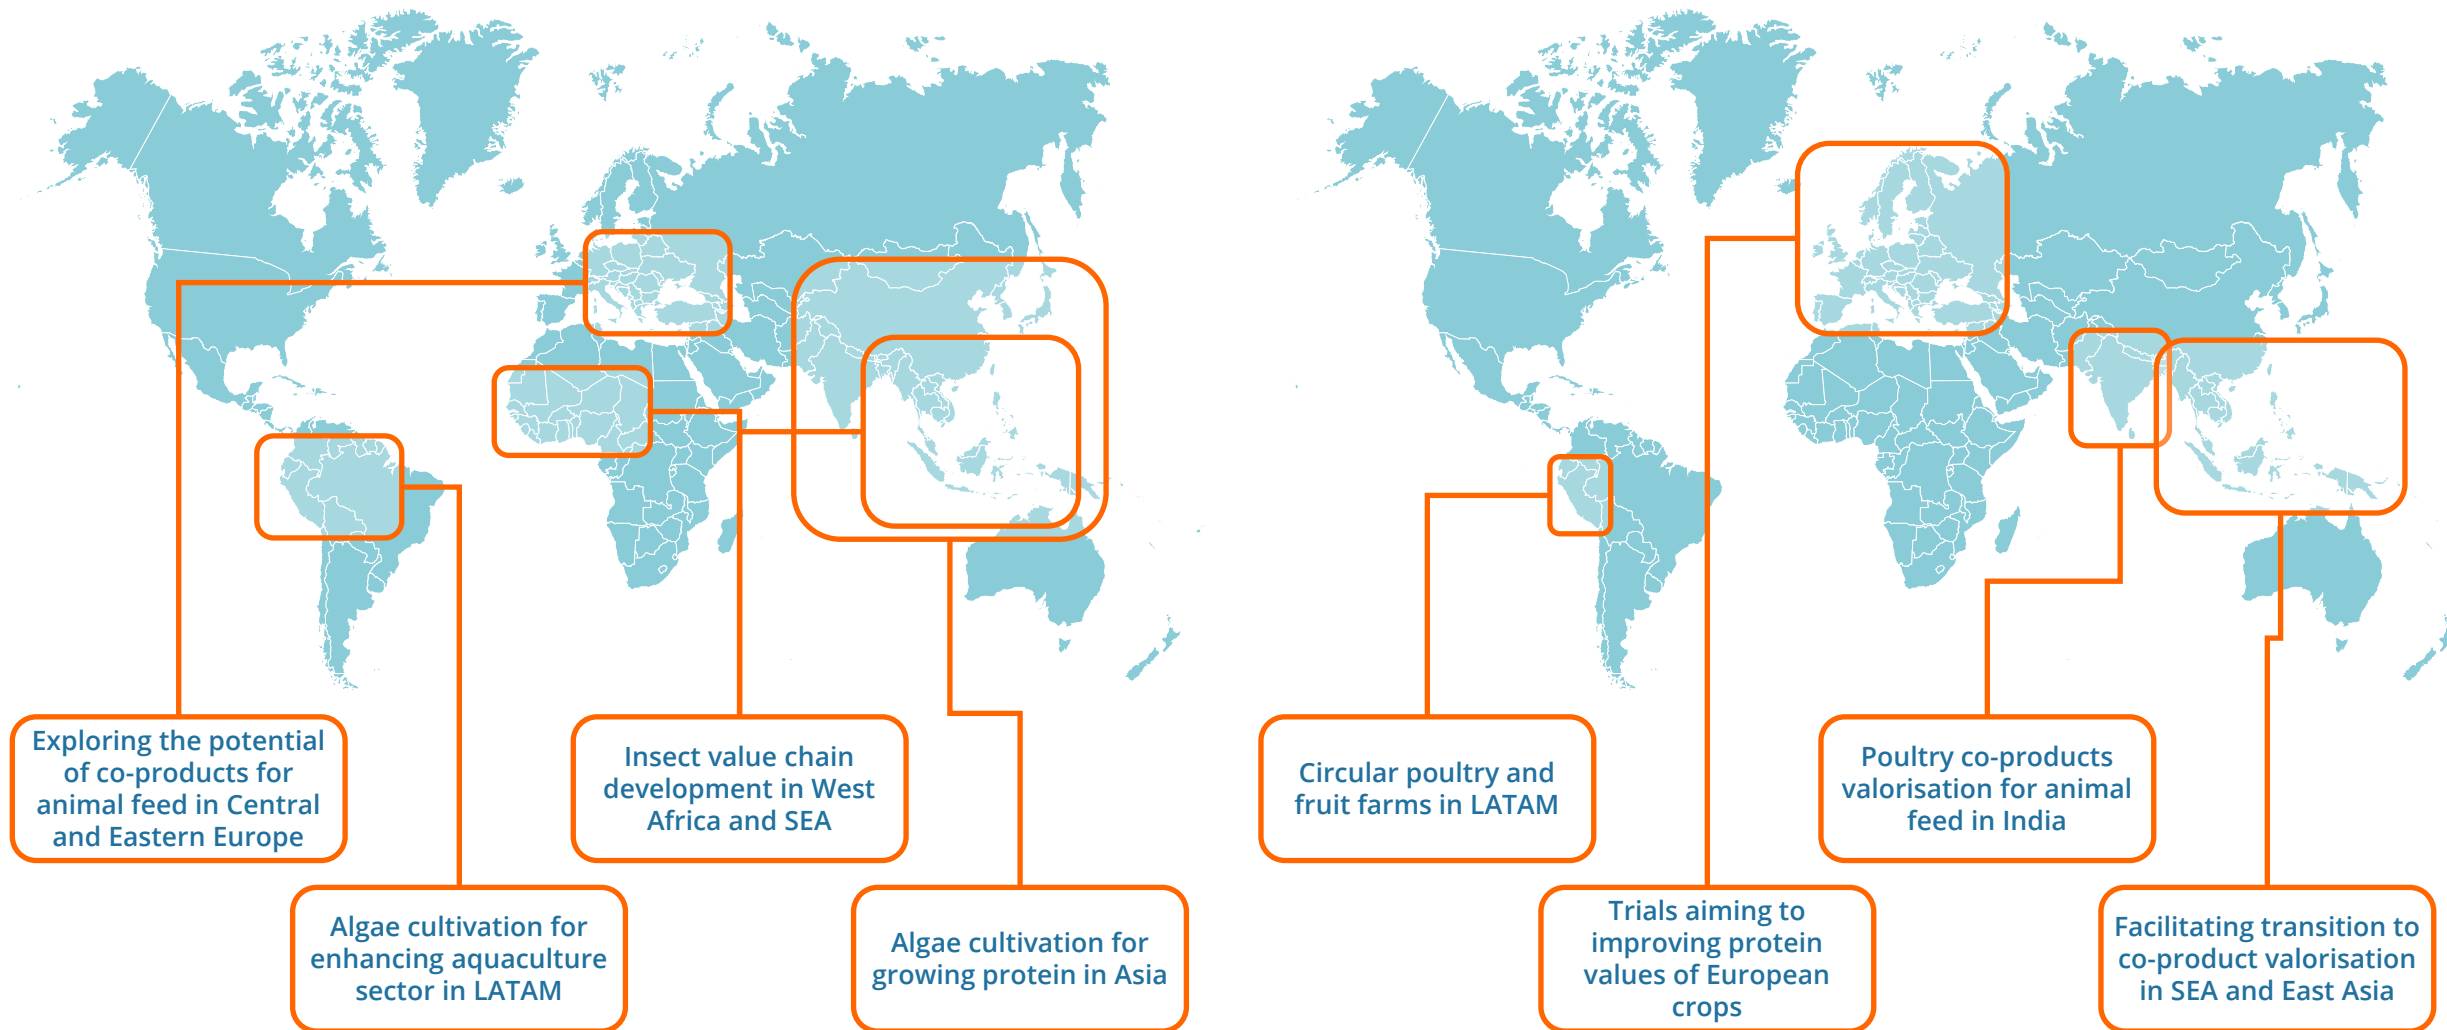 Exploring the potential
of co-products for
animal feed in Central
and Eastern Europe
Algae cultivation for
enhancing aquaculture
sector in LATAM
Insect value chain
development in West
Africa and SEA
Algae cultivation for
growing protein in Asia
Circular poultry and
fruit farms in LATAM
Trials aiming to
improving protein
values of European
crops
Poultry co-products
valorisation for animal
feed in India
Facilitating transition to
co-product valorisation
in SEA and East Asia